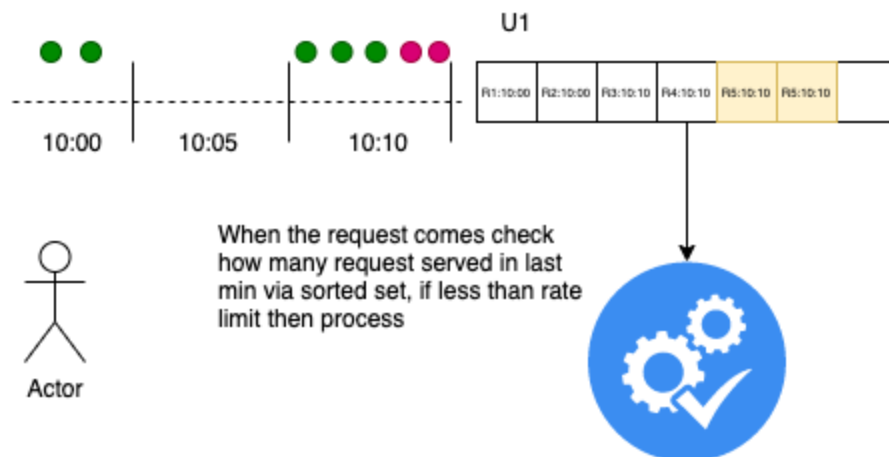 U1
R1:10:00 R2:10:00 R3:10:10 R4:10:10 R5:10:10 R5:10:10
10:00 10:05 10:10
When the request comes check
how many request served in last
min via sorted set, if less than rate
limit then process
Actor